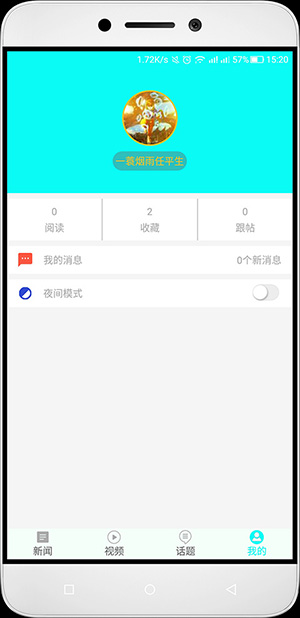 1.72K/s 57% 15:20
一蓑烟雨任平生
0 2 0
阅读 收藏 跟帖
我的消息 0个新消息
夜间模式
新闻 视频 话题 我的